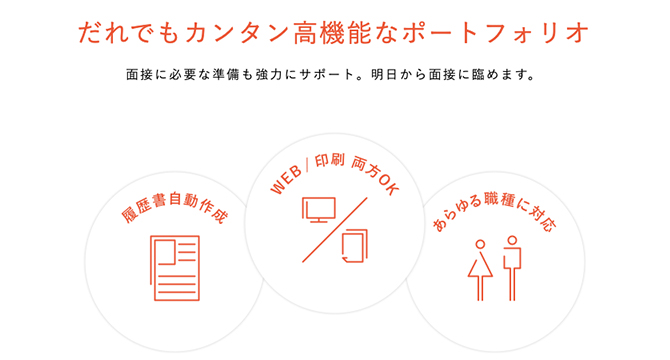 だれでもカンタン高機能なポートフォリオ
面接に必要な準備も強力にサポート。明日から面接に臨めます。
履歴書自動作成
WEB / 印刷 両方OK
あらゆる職種に対応